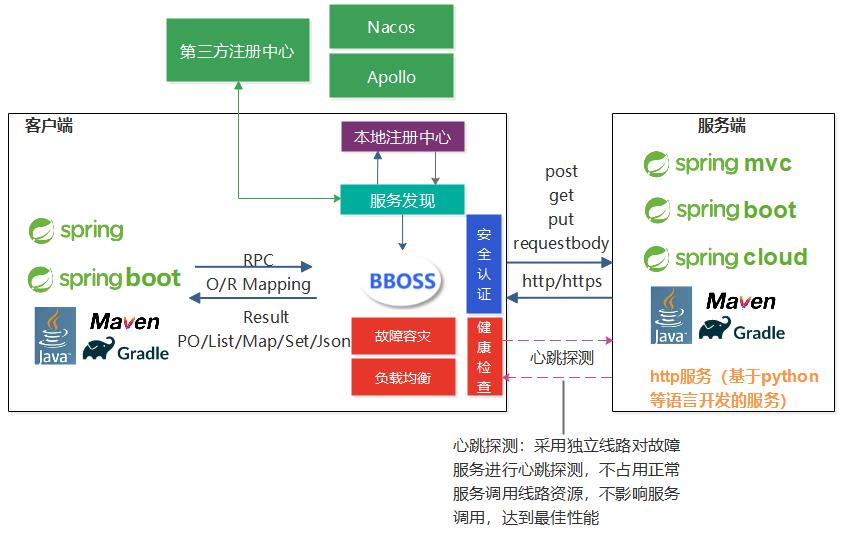 第三方注册中心
Nacos
Apollo
客户端
本地注册中心
服务发现
spring
spring boot
Java
Maven
Gradle
RPC
O/R Mapping
Result
PO/List/Map/Set/Json
BBOSS
安全认证
故障容灾
负载均衡
健康检查
post
get
put
requestbody
http/https
心跳探测
服务端
spring mvc
spring boot
spring cloud
Java
Maven
Gradle
http服务（基于python
等语言开发的服务）
心跳探测：采用独立线路对故障
服务进行心跳探测，不占用正常
服务调用线路资源，不影响服务
调用，达到最佳性能